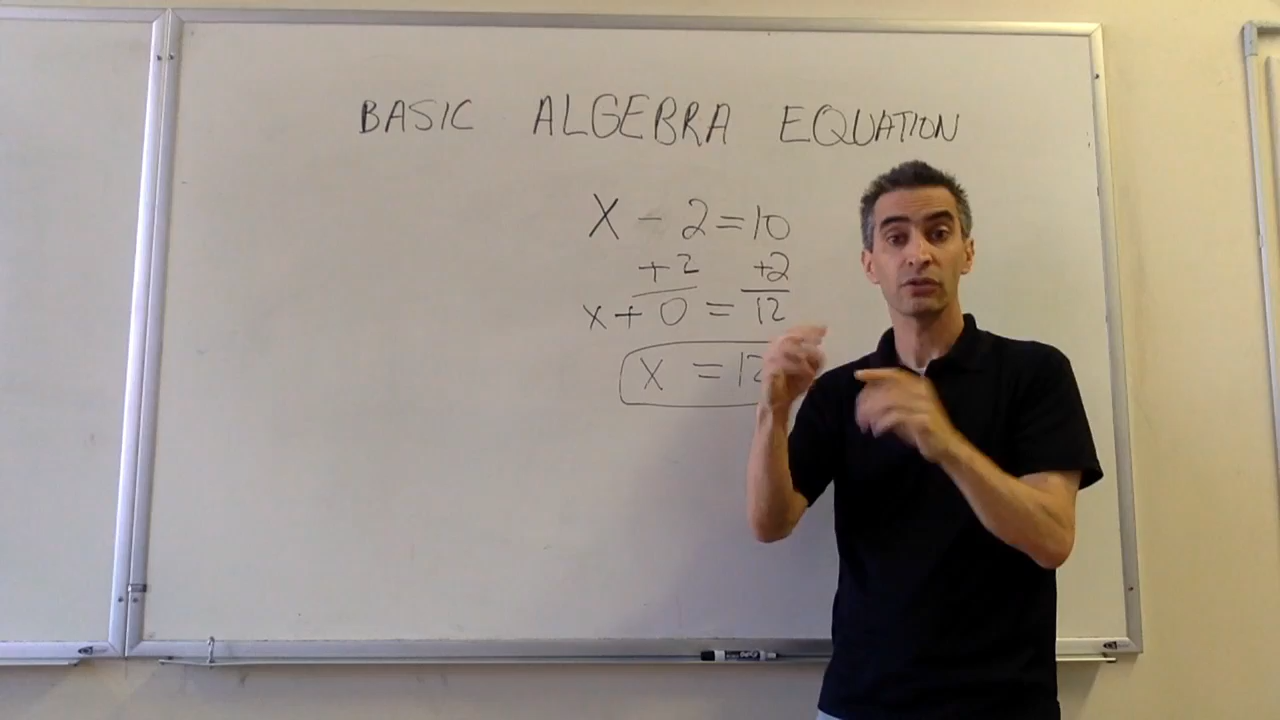 BASIC ALGEBRA EQUATION
X - 2 = 10
+2 +2
x + 0 = 12
x = 12